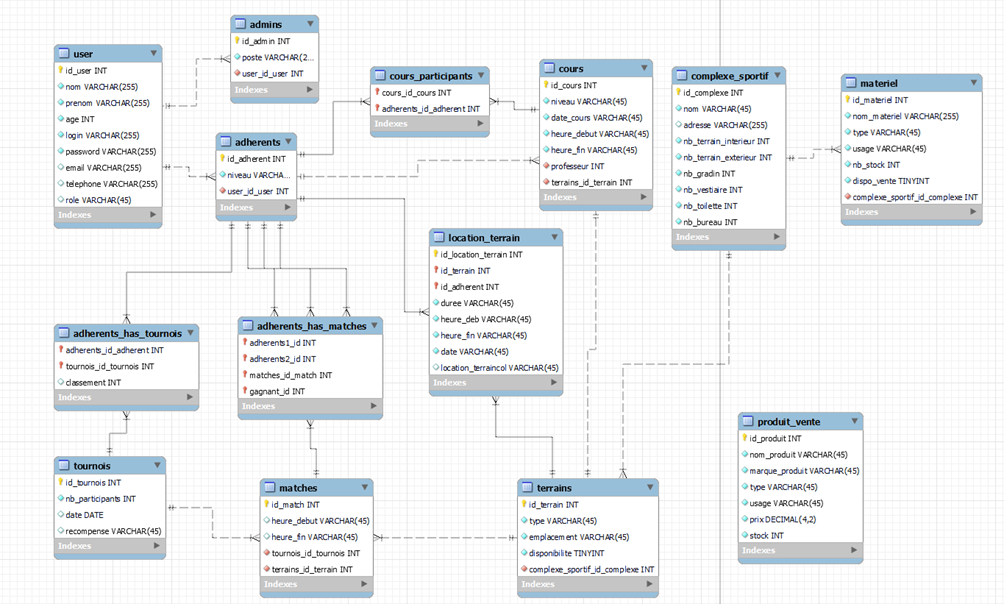 admins
id_admin INT
poste VARCHAR(2...
user_id_user INT
Indexes
user
id_user INT
nom VARCHAR(255)
prenom VARCHAR(255)
age INT
login VARCHAR(255)
password VARCHAR(255)
email VARCHAR(255)
telephone VARCHAR(255)
role VARCHAR(45)
Indexes
cours_participants
cours_id_cours INT
adherents_id_adherent INT
Indexes
cours
id_cours INT
niveau VARCHAR(45)
date_cours VARCHAR(45)
heure_debut VARCHAR(45)
heure_fin VARCHAR(45)
professeur INT
terrains_id_terrain INT
Indexes
complexe_sportif
id_complexe INT
nom VARCHAR(45)
adresse VARCHAR(255)
nb_terrain_interieur INT
nb_terrain_exterieur INT
nb_gradin INT
nb_vestiaire INT
nb_toilette INT
nb_bureau INT
Indexes
materiel
id_materiel INT
nom_materiel VARCHAR(255)
type VARCHAR(45)
usage VARCHAR(45)
nb_stock INT
dispo_vente TINYINT
complexe_sportif_id_complexe INT
Indexes
adherents
id_adherent INT
niveau VARCHA...
user_id_user INT
Indexes
location_terrain
id_location_terrain INT
id_terrain INT
id_adherent INT
duree VARCHAR(45)
heure_deb VARCHAR(45)
heure_fin VARCHAR(45)
date VARCHAR(45)
location_terraincol VARCHAR(45)
Indexes
adherents_has_tournois
adherents_id_adherent INT
tournois_id_tournois INT
classement INT
Indexes
adherents_has_matches
adherents1_id INT
adherents2_id INT
matches_id_match INT
gagnant_id INT
Indexes
tournois
id_tournois INT
nb_participants INT
date DATE
recompense VARCHAR(45)
Indexes
matches
id_match INT
heure_debut VARCHAR(45)
heure_fin VARCHAR(45)
tournois_id_tournois INT
terrains_id_terrain INT
Indexes
terrains
id_terrain INT
type VARCHAR(45)
emplacement VARCHAR(45)
disponibilite TINYINT
complexe_sportif_id_complexe INT
Indexes
produit_vente
id_produit INT
nom_produit VARCHAR(45)
marque_produit VARCHAR(45)
type VARCHAR(45)
usage VARCHAR(45)
prix DECIMAL(4,2)
stock INT
Indexes